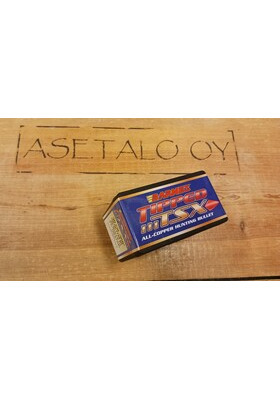 ASETALO OY
BARNES
TIPPED
TSX
ALL-COPPER HUNTING BULLET